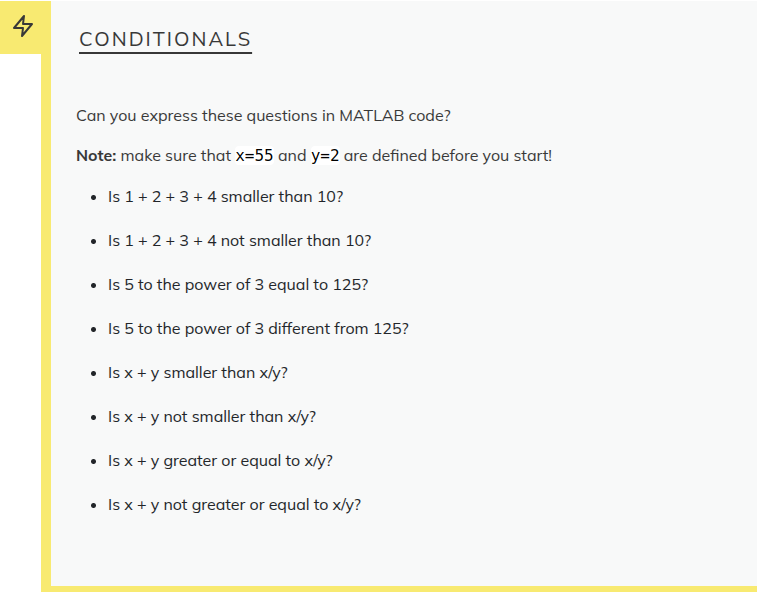 CONDITIONALS
Can you express these questions in MATLAB code?
Note: make sure that x=55 and y=2 are defined before you start!
• Is 1 + 2 + 3 + 4 smaller than 10?
• Is 1 + 2 + 3 + 4 not smaller than 10?
• Is 5 to the power of 3 equal to 125?
• Is 5 to the power of 3 different from 125?
• Is x + y smaller than x/y?
• Is x + y not smaller than x/y?
• Is x + y greater or equal to x/y?
• Is x + y not greater or equal to x/y?